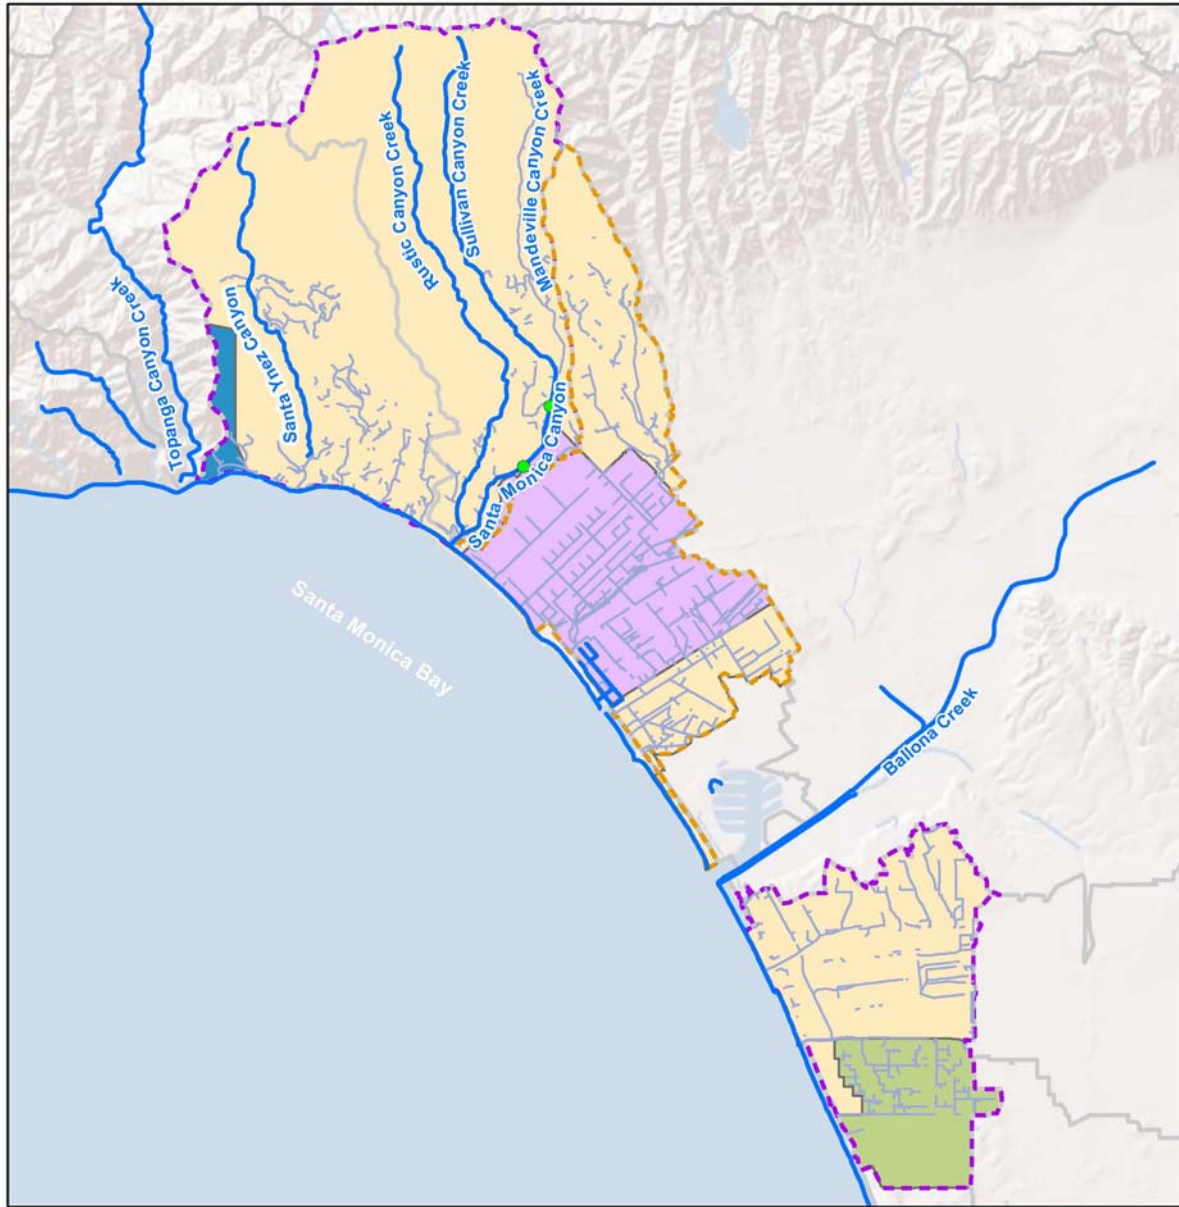 Topanga Canyon Creek
Santa Ynez Canyon
Rustic Canyon Creek
Sullivan Canyon Creek
Mandeville Canyon Creek
Santa Monica Canyon
Santa Monica Bay
Ballona Creek